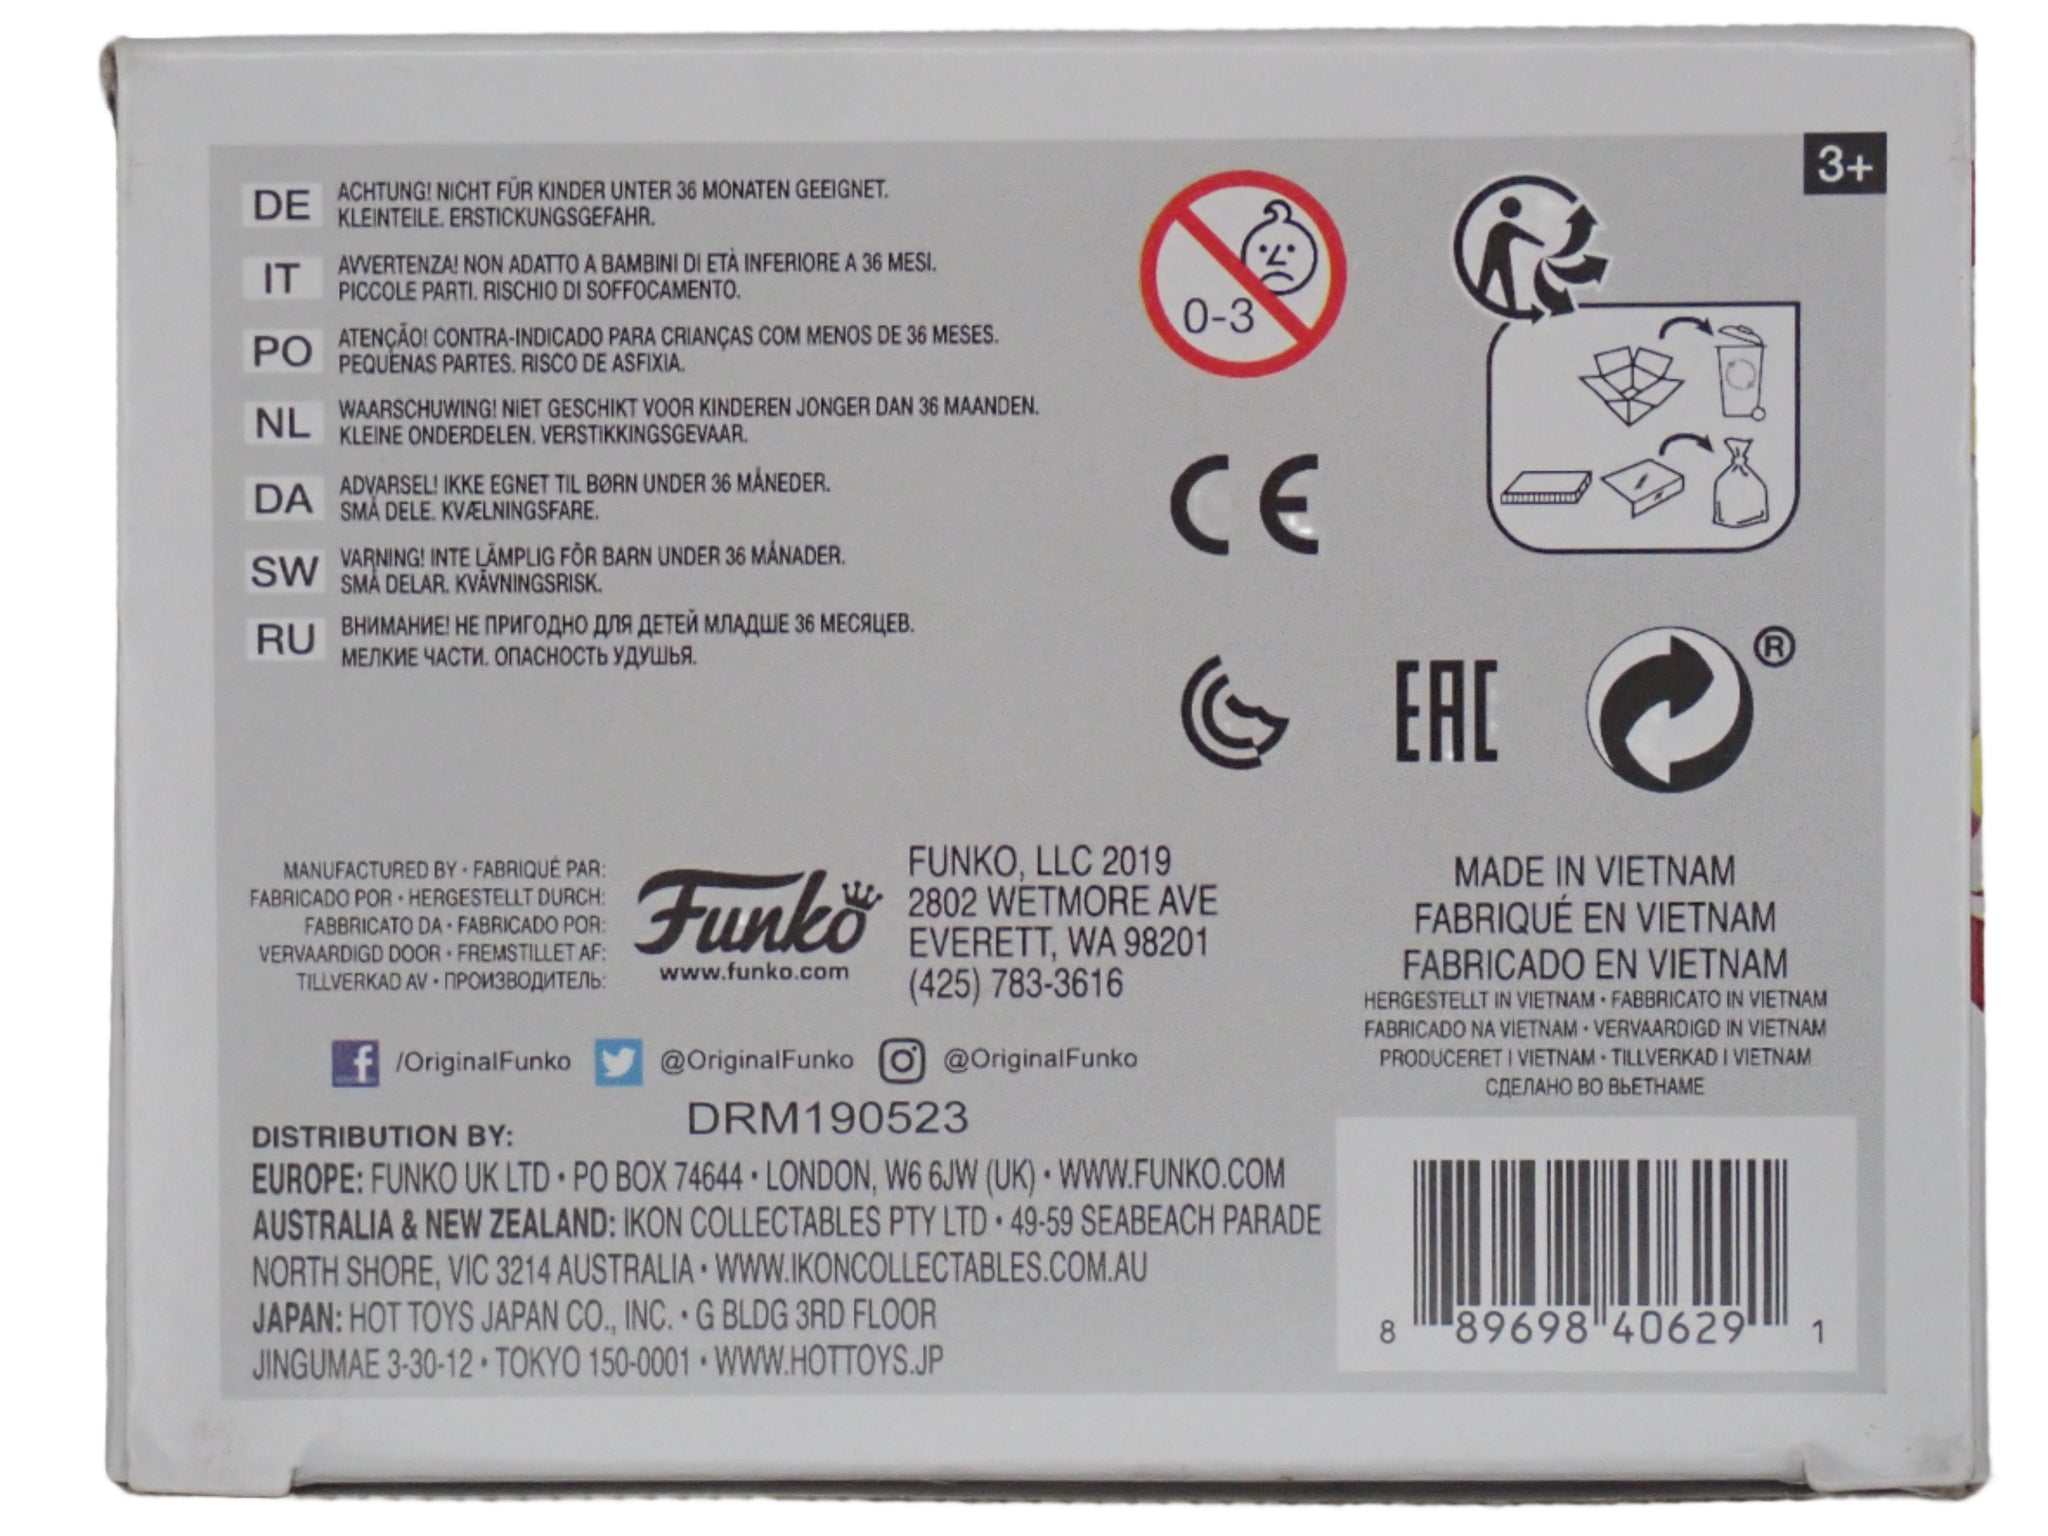 3+
DE
ACHTUNG! NICHT FÜR KINDER UNTER 36 MONATEN GEEIGNET.
KLEINTEILE. ERSTICKUNGSGEFAHR.
IT
AVVERTENZA! NON ADATTO A BAMBINI DI ETÀ INFERIORE A 36 MESI.
PICCOLE PARTI. RISCHIO DI SOFFOCAMENTO.
PO
ATENÇÃO! CONTRA-INDICADO PARA CRIANÇAS COM MENOS DE 36 MESES.
PEQUENAS PARTES. RISCO DE ASFIXIA.
NL
WAARSCHUWING! NIET GESCHIKT VOOR KINDEREN JONGER DAN 36 MAANDEN.
KLEINE ONDERDELEN. VERSTIKKINGSGEVAAR.
DA
ADVARSEL! IKKE EGNET TIL BØRN UNDER 36 MÅNEDER.
SMÅ DELE. KVÆLNINGSFARE.
SW
VARNING! INTE LÄMPLIG FÖR BARN UNDER 36 MÅNADER.
SMÅ DELAR. KVÄVNINGSRISK.
RU
ВНИМАНИЕ! НЕ ПРИГОДНО ДЛЯ ДЕТЕЙ МЛАДШЕ 36 МЕСЯЦЕВ.
МЕЛКИЕ ЧАСТИ. ОПАСНОСТЬ УДУШЬЯ.
0-3
CE
EAC
®
MANUFACTURED BY • FABRIQUÉ PAR:
FABRICADO POR • HERGESTELLT DURCH:
FABBRICATO DA • FABRICADO POR:
VERVAARDIGD DOOR • FREMSTILLET AF:
TILLVERKAD AV • ПРОИЗВОДИТЕЛЬ:
Funko
www.funko.com
FUNKO, LLC 2019
2802 WETMORE AVE
EVERETT, WA 98201
(425) 783-3616
MADE IN VIETNAM
FABRIQUÉ EN VIETNAM
FABRICADO EN VIETNAM
HERGESTELLT IN VIETNAM • FABBRICATO IN VIETNAM
FABRICADO NA VIETNAM • VERVAARDIGD IN VIETNAM
PRODUCERET I VIETNAM • TILLVERKAD I VIETNAM
СДЕЛАНО ВО ВЬЕТНАМЕ
f /OriginalFunko @OriginalFunko @OriginalFunko
DRM190523
DISTRIBUTION BY:
EUROPE: FUNKO UK LTD • PO BOX 74644 • LONDON, W6 6JW (UK) • WWW.FUNKO.COM
AUSTRALIA & NEW ZEALAND: IKON COLLECTABLES PTY LTD • 49-59 SEABEACH PARADE
NORTH SHORE, VIC 3214 AUSTRALIA • WWW.IKONCOLLECTABLES.COM.AU
JAPAN: HOT TOYS JAPAN CO., INC. • G BLDG 3RD FLOOR
JINGUMAE 3-30-12 • TOKYO 150-0001 • WWW.HOTTOYS.JP
8 89698 40629 1